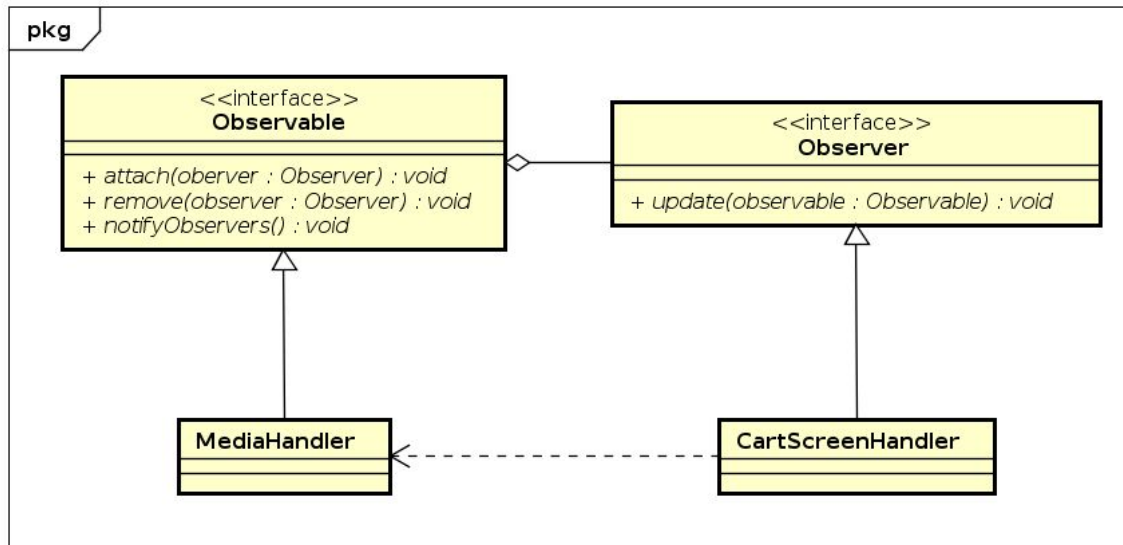 pkg
<<interface>>
Observable
+ attach(oberver : Observer) : void
+ remove(observer : Observer) : void
+ notifyObservers() : void
<<interface>>
Observer
+ update(observable : Observable) : void
MediaHandler
CartScreenHandler